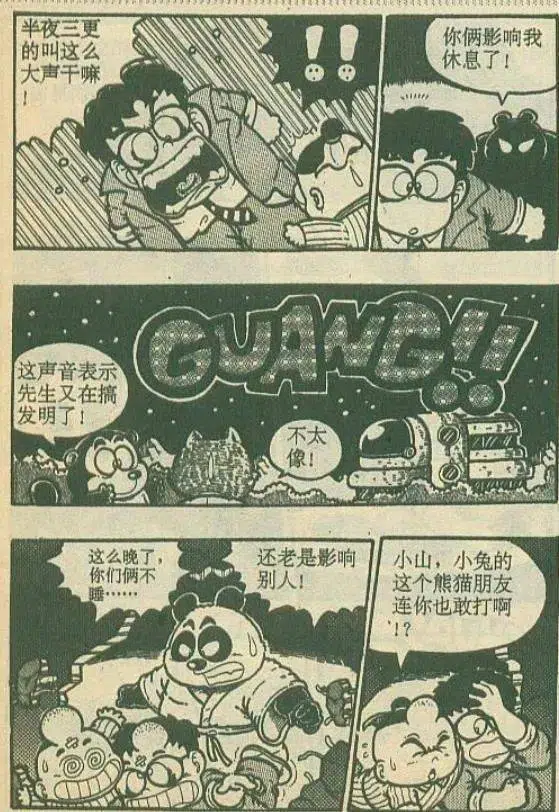 半夜三更
的叫这么
大声干嘛
！
！！
你俩影响我
休息了！
GUANG!!
这声音表示
先生又在搞
发明了！
不太
像！
这么晚了，
你们俩不
睡……
还老是影响
别人！
小山，小兔的
这个熊猫朋友
连你也敢打啊
!?